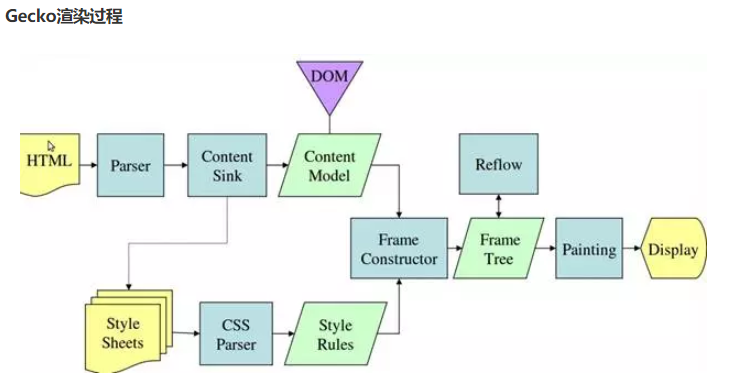 Gecko渲染过程
DOM
HTML
Parser
Content
Sink
Content
Model
Reflow
Frame
Constructor
Frame
Tree
Painting
Display
Style
Sheets
CSS
Parser
Style
Rules